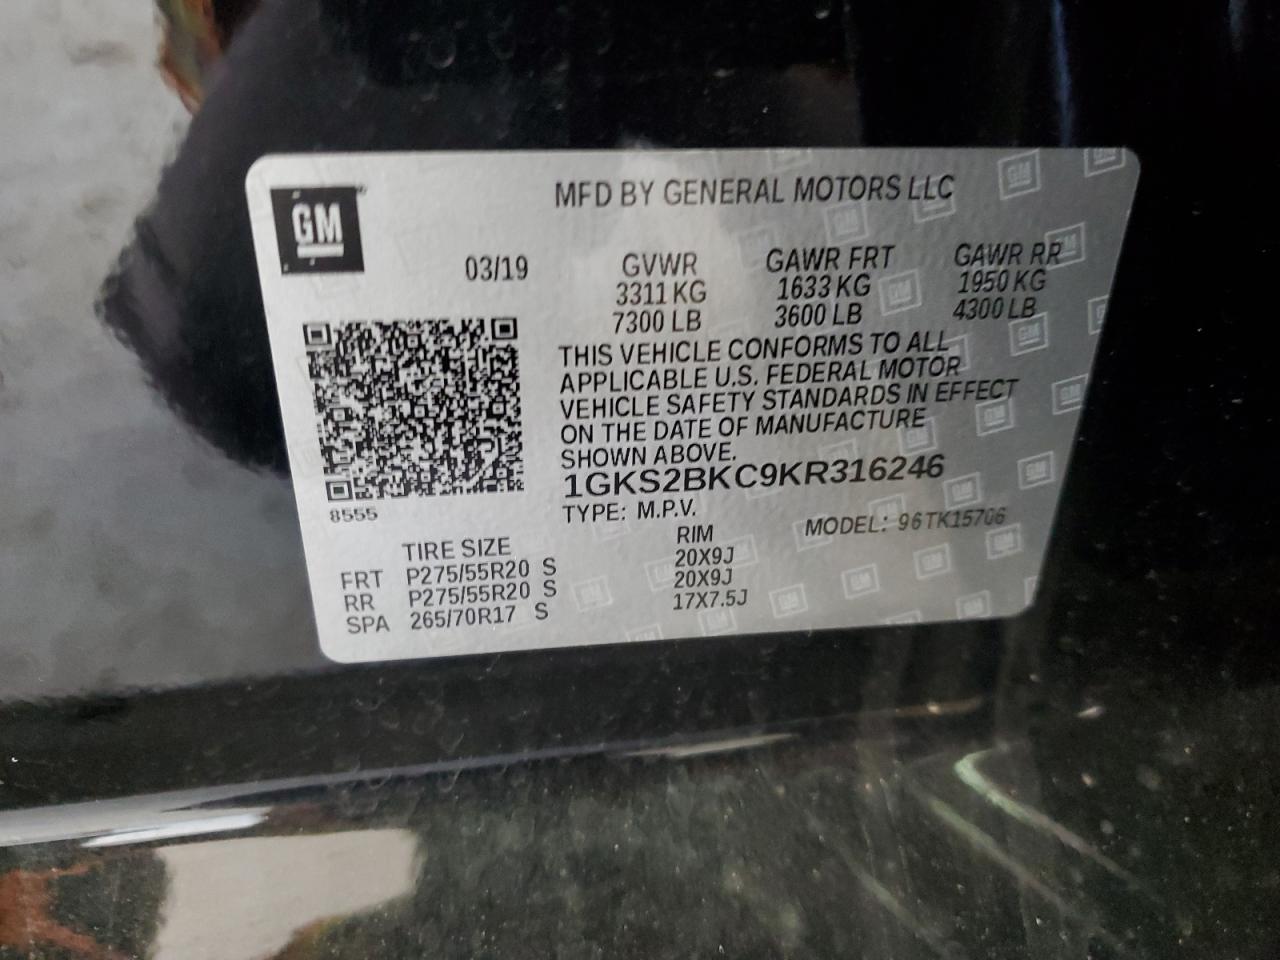 GM
MFD BY GENERAL MOTORS LLC
03/19
GVWR GAWR FRT GAWR RR
3311 KG 1633 KG 1950 KG
7300 LB 3600 LB 4300 LB
THIS VEHICLE CONFORMS TO ALL
APPLICABLE U.S. FEDERAL MOTOR
VEHICLE SAFETY STANDARDS IN EFFECT
ON THE DATE OF MANUFACTURE
SHOWN ABOVE.
1GKS2BKC9KR316246
8555
TYPE: M.P.V. MODEL: 96TK15706
TIRE SIZE RIM
FRT P275/55R20 S 20X9J
RR P275/55R20 S 20X9J
SPA 265/70R17 S 17X7.5J